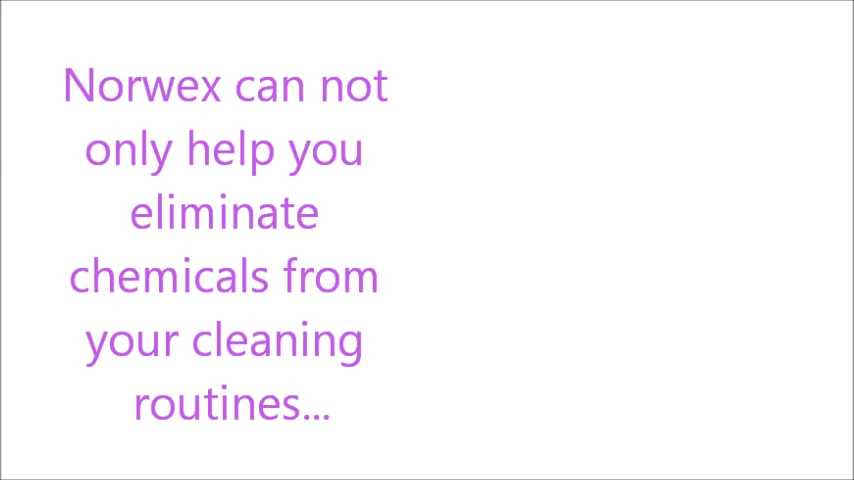 Norwex can not
only help you
eliminate
chemicals from
your cleaning
routines...